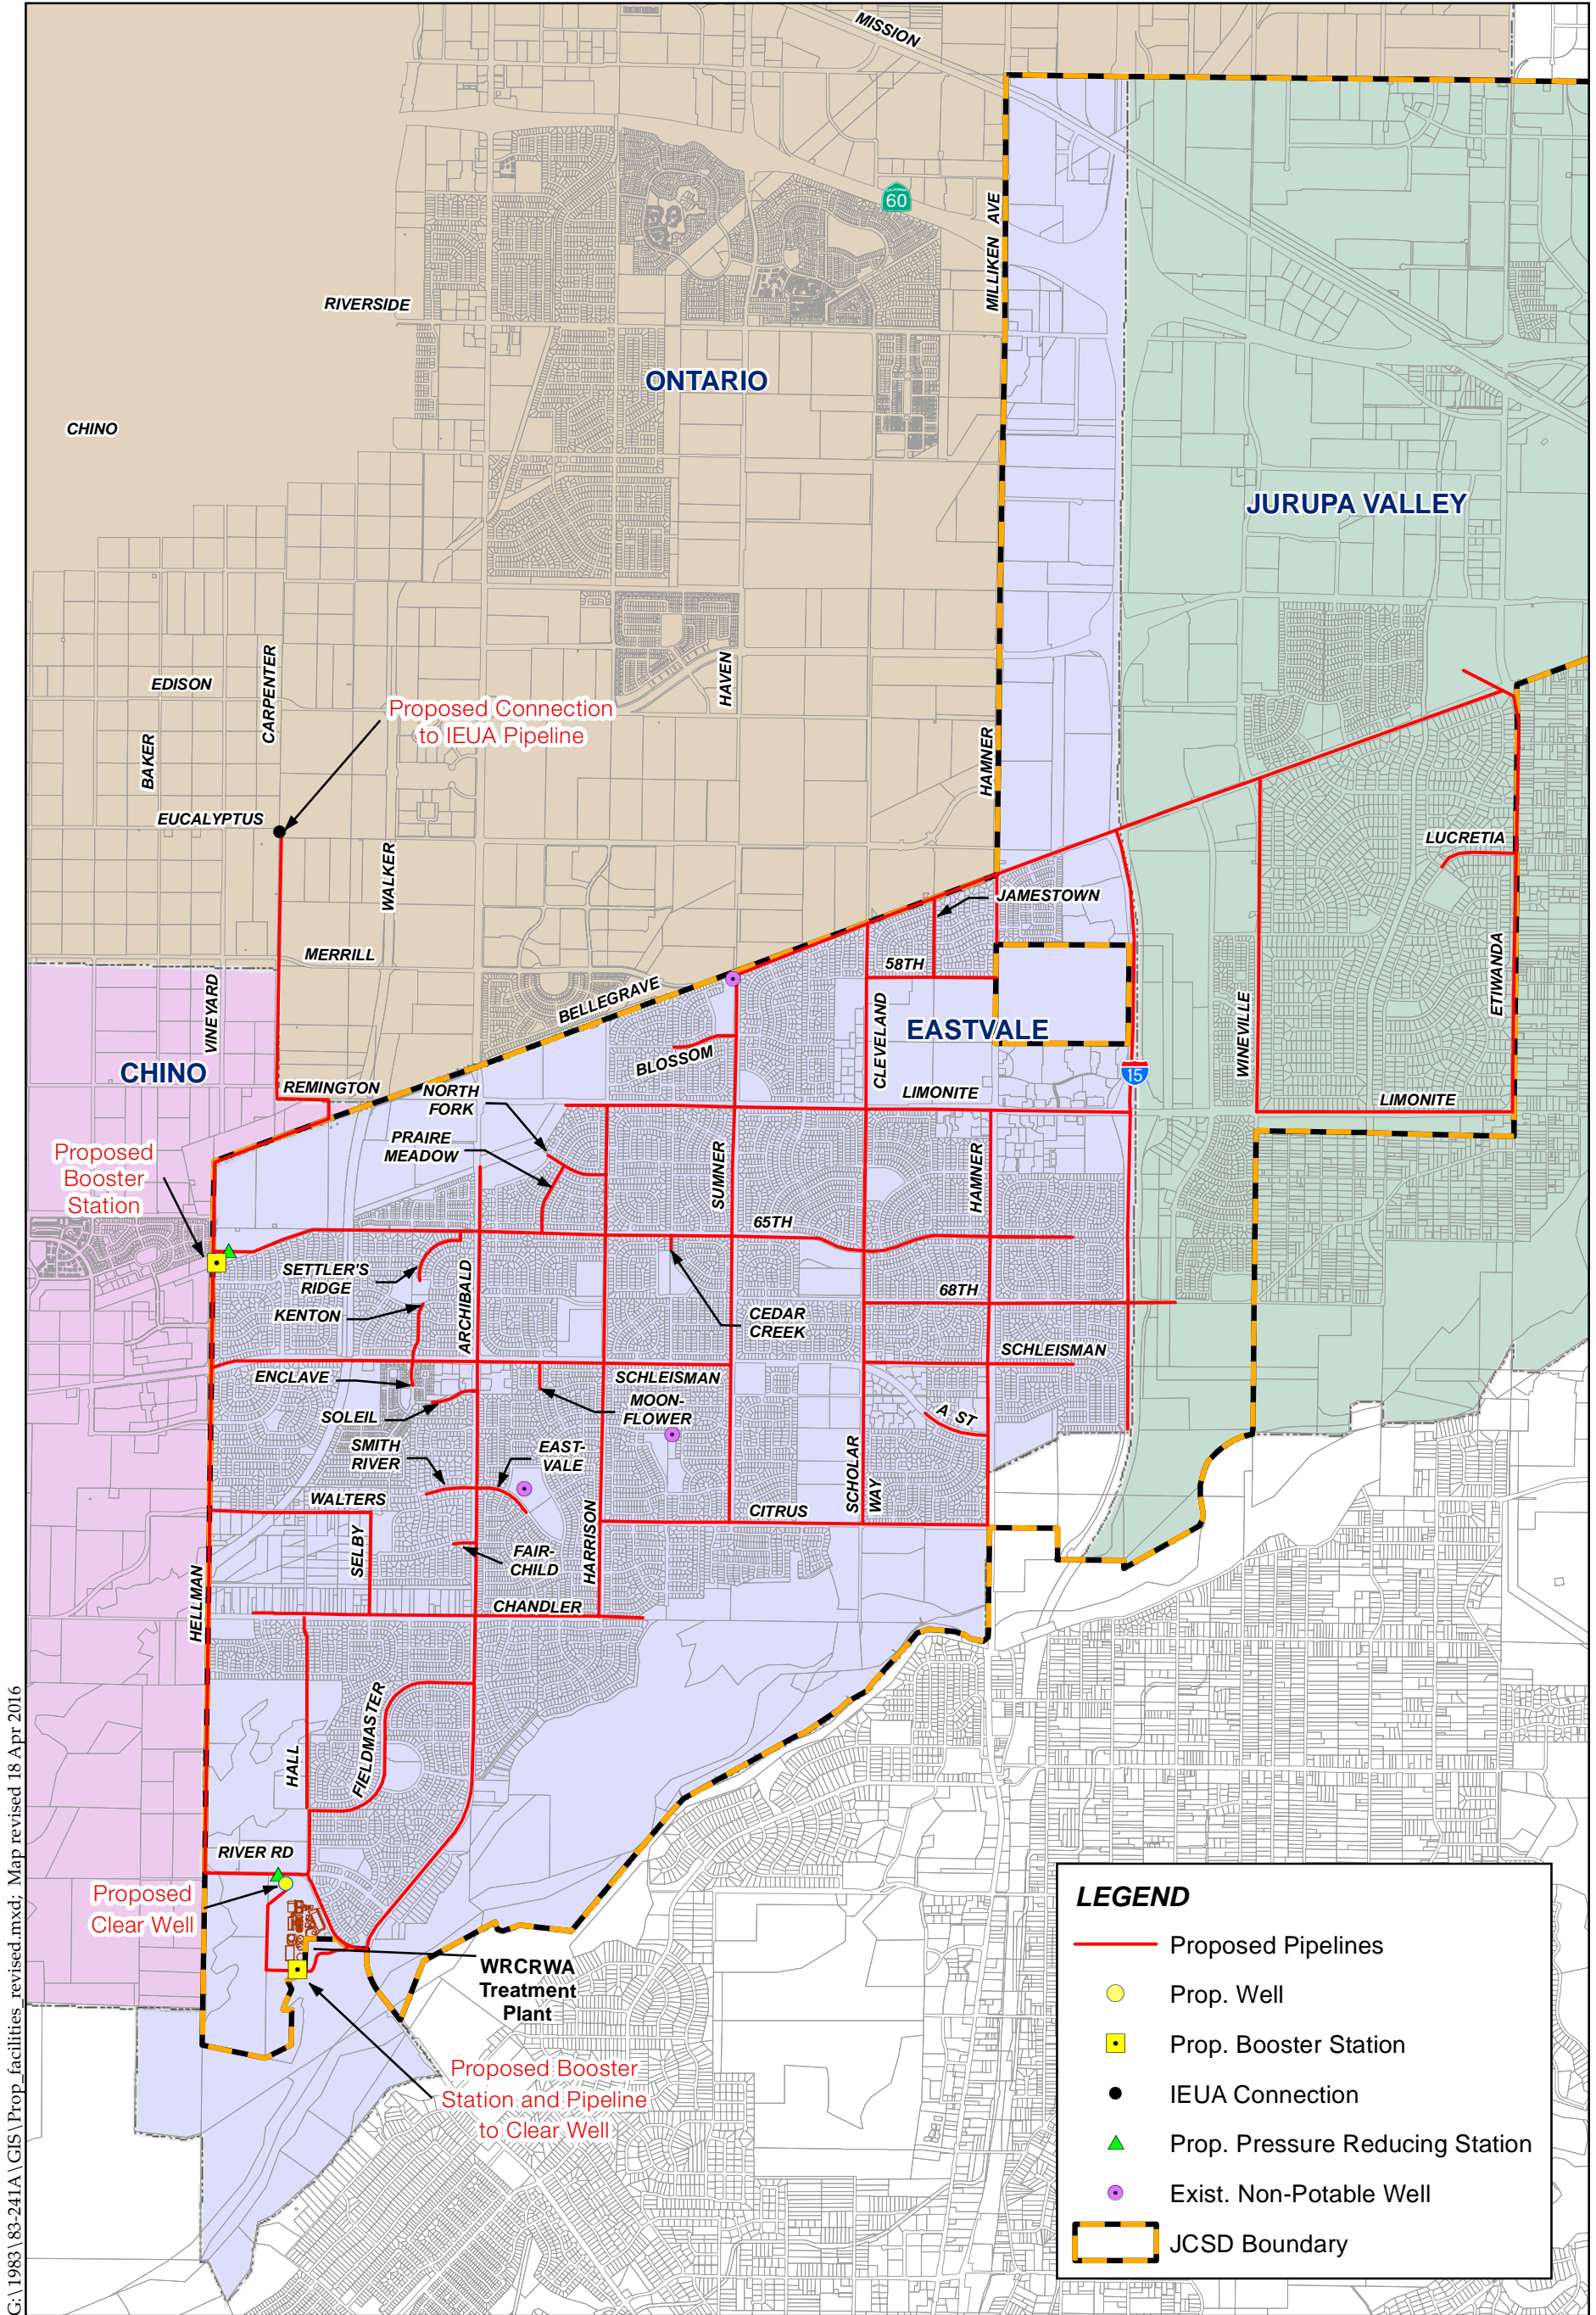 MISSION
CALIFORNIA
60
MILLIKEN AVE
RIVERSIDE
ONTARIO
CHINO
JURUPA VALLEY
EDISON
CARPENTER
HAVEN
Proposed Connection
to IEUA Pipeline
BAKER
HAMNER
EUCALYPTUS
LUCRETIA
WALKER
JAMESTOWN
MERRILL
58TH
ETIWANDA
VINEYARD
BELLEGRAVE
CLEVELAND
EASTVALE
WINEVILLE
CHINO
BLOSSOM
15
REMINGTON
NORTH
FORK
LIMONITE
LIMONITE
PRAIRE
MEADOW
Proposed
Booster
Station
SUMNER
HAMNER
65TH
SETTLER'S
RIDGE
ARCHIBALD
68TH
KENTON
CEDAR
CREEK
SCHLEISMAN
ENCLAVE
SCHLEISMAN
SOLEIL
MOON-
FLOWER
A ST
SMITH
RIVER
EAST-
VALE
SCHOLAR
WAY
WALTERS
CITRUS
SELBY
HARRISON
FAIR-
CHILD
HELLMAN
CHANDLER
FIELDMASTER
HALL
RIVER RD
Proposed
Clear Well
WRCRWA
Treatment
Plant
Proposed Booster
Station and Pipeline
to Clear Well
LEGEND
Proposed Pipelines
Prop. Well
Prop. Booster Station
IEUA Connection
Prop. Pressure Reducing Station
Exist. Non-Potable Well
JCSD Boundary
G:\1983\83-241A\GIS\Prop_facilities_revised.mxd; Map revised 18 Apr 2016